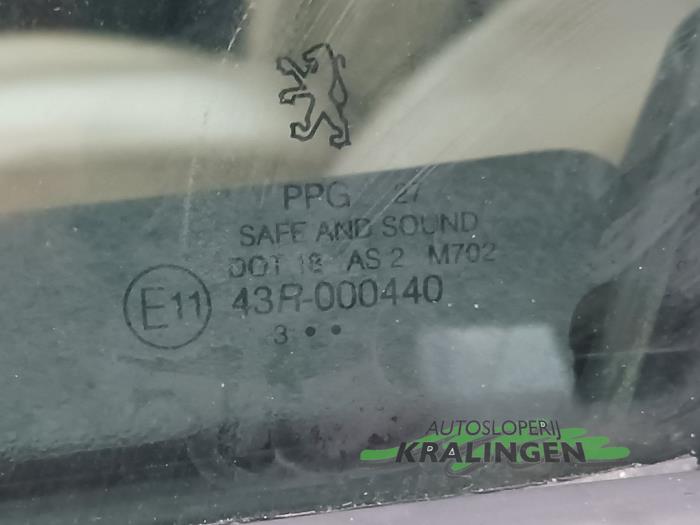 PPG 27
SAFE AND SOUND
DOT 18 AS 2 M702
E11 43R-000440
3 • •
AUTOSLOPERIJ
KRALINGEN